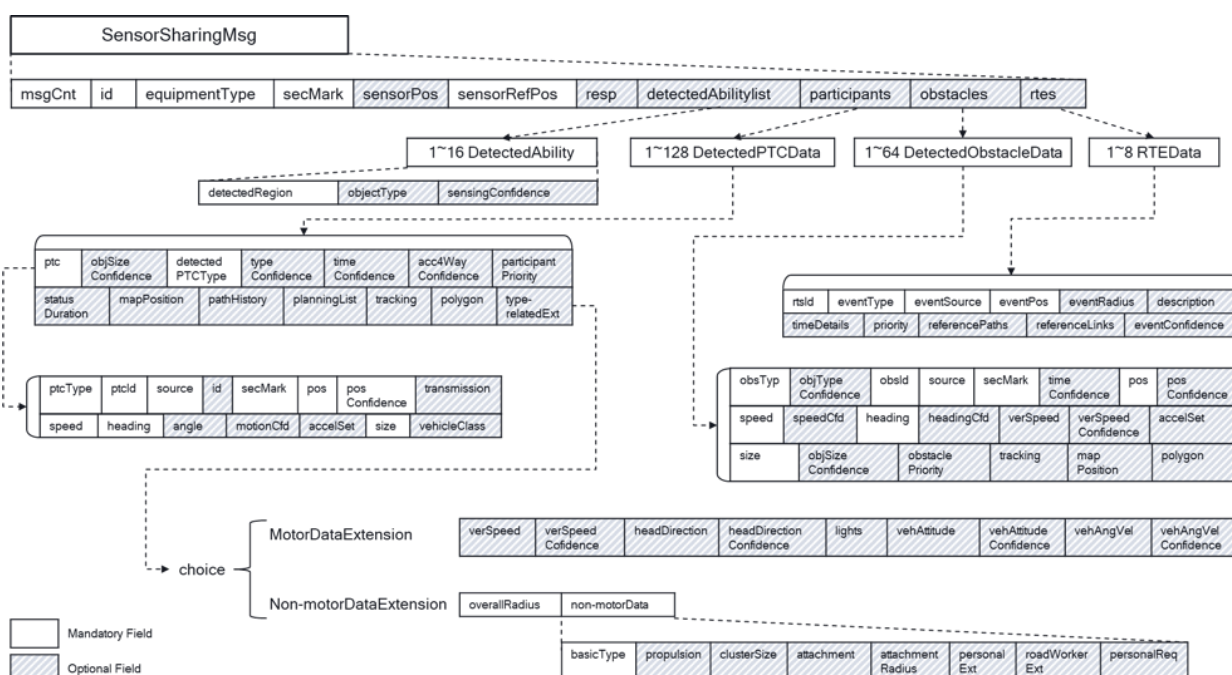 SensorSharingMsg
msgCnt id equipmentType secMark sensorPos sensorRefPos resp detectedAbilitylist participants obstacles rtes
1~16 DetectedAbility 1~128 DetectedPTCData 1~64 DetectedObstacleData 1~8 RTEData
detectedRegion objectType sensingConfidence
ptc objSize detected type time acc4Way participant
Confidence PTCType Confidence Confidence Confidence Priority
status mapPosition pathHistory planningList tracking polygon type-
Duration relatedExt
rtsId eventType eventSource eventPos eventRadius description
timeDetails priority referencePaths referenceLinks eventConfidence
ptcType ptcId source id secMark pos pos transmission
Confidence
speed heading angle motionCfd accelSet size vehicleClass
obsTyp objType obsId source secMark time pos pos
Confidence Confidence Confidence
speed speedCfd heading headingCfd verSpeed verSpeed accelSet
Confidence
size objSize obstacle tracking map polygon
Confidence Priority Position
MotorDataExtension
verSpeed verSpeed headDirection headDirection lights vehAttitude vehAttitude vehAngVel vehAngVel
Cofidence Confidence Confidence Confidence
choice
Non-motorDataExtension overallRadius non-motorData
Mandatory Field
basicType propulsion clusterSize attachment attachment personal roadWorker personalReq
Radius Ext Ext
Optional Field